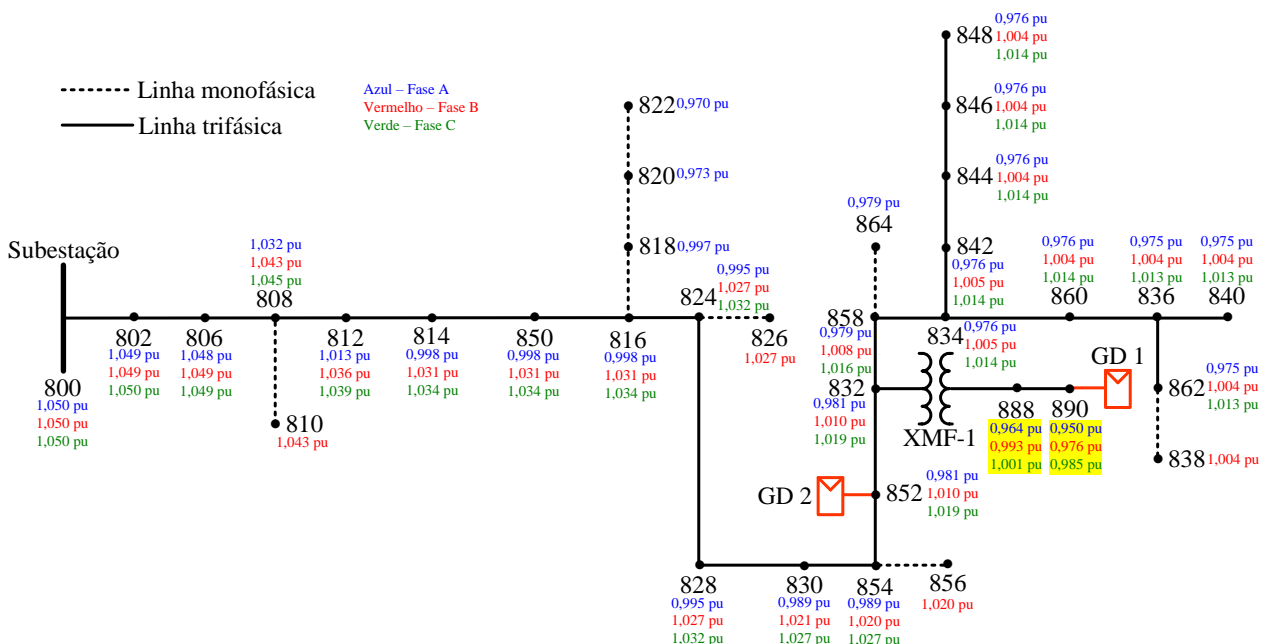 0,976 pu
848 1,004 pu
1,014 pu
Linha monofásica
Linha trifásica
Azul – Fase A
Vermelho – Fase B
Verde – Fase C
822 0,970 pu
0,976 pu
846 1,004 pu
1,014 pu
820 0,973 pu
0,976 pu
844 1,004 pu
1,014 pu
0,979 pu
864
818 0,997 pu
842
0,976 pu
1,005 pu
1,014 pu
Subestação
1,032 pu
1,043 pu
1,045 pu
808
824
0,995 pu
1,027 pu
1,032 pu
0,976 pu
1,004 pu
1,014 pu
860
0,975 pu
1,004 pu
1,013 pu
836
0,975 pu
1,004 pu
1,013 pu
840
800
1,050 pu
1,050 pu
1,050 pu
802
1,049 pu
1,049 pu
1,050 pu
806
1,048 pu
1,049 pu
1,049 pu
810
1,043 pu
812
1,013 pu
1,036 pu
1,039 pu
814
0,998 pu
1,031 pu
1,034 pu
850
0,998 pu
1,031 pu
1,034 pu
816
0,998 pu
1,031 pu
1,034 pu
826
1,027 pu
858
0,979 pu
1,008 pu
1,016 pu
834
0,976 pu
1,005 pu
1,014 pu
832
0,981 pu
1,010 pu
1,019 pu
XMF-1
888
0,964 pu
0,993 pu
1,001 pu
890
0,950 pu
0,976 pu
0,985 pu
GD 1
862
0,975 pu
1,004 pu
1,013 pu
838 1,004 pu
GD 2
852
0,981 pu
1,010 pu
1,019 pu
828
0,995 pu
1,027 pu
1,032 pu
830
0,989 pu
1,021 pu
1,027 pu
854
0,989 pu
1,020 pu
1,027 pu
856
1,020 pu